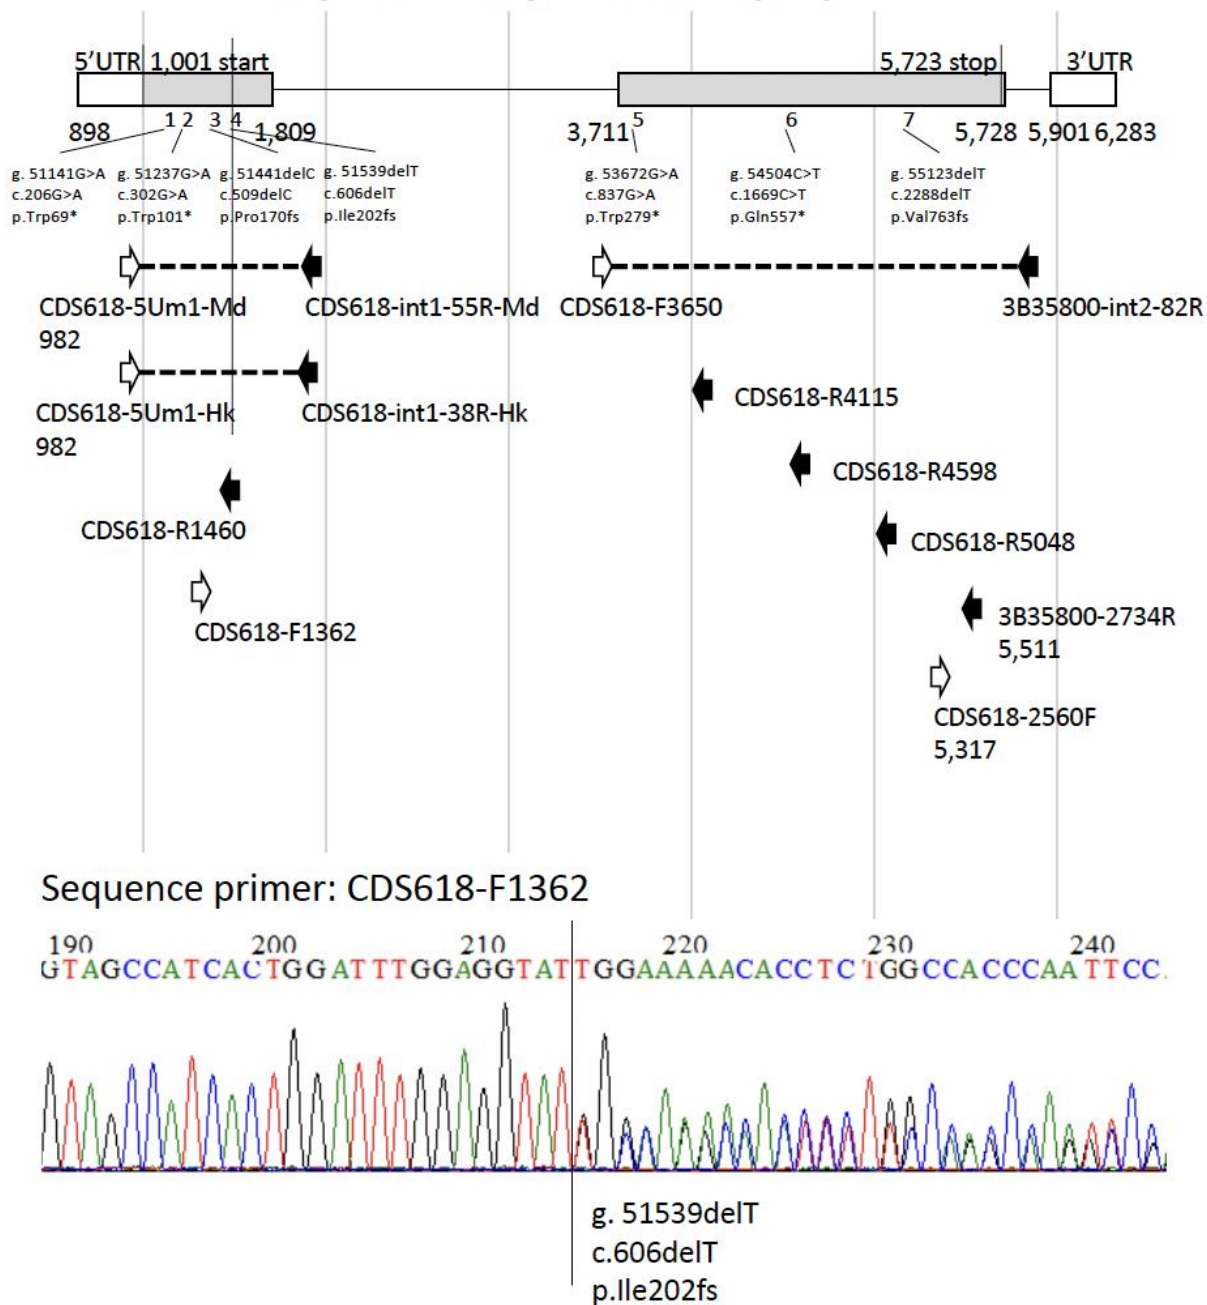 5'UTR 1,001 start 5,723 stop 3'UTR
898 1 2 3 4 1,809 3,711 5 6 7 5,728 5,901 6,283
g. 51141G>A g. 51237G>A g. 51441delC g. 51539delT g. 53672G>A g. 54504C>T g. 55123delT
c.206G>A c.302G>A c.509delC c.606delT c.837G>A c.1669C>T c.2288delT
p.Trp69* p.Trp101* p.Pro170fs p.Ile202fs p.Trp279* p.Gln557* p.Val763fs
CDS618-5Um1-Md CDS618-int1-55R-Md CDS618-F3650 3B35800-int2-82R
982
CDS618-R4115
CDS618-5Um1-Hk CDS618-int1-38R-Hk
982
CDS618-R4598
CDS618-R1460 CDS618-R5048
CDS618-F1362 3B35800-2734R
5,511
CDS618-2560F
5,317
Sequence primer: CDS618-F1362
190 200 210 220 230 240
GTAGCCATCACTGGATTTGGAGGTATTGGAAAAACACCTCTGGCCACCCAATTCC
g. 51539delT
c.606delT
p.Ile202fs